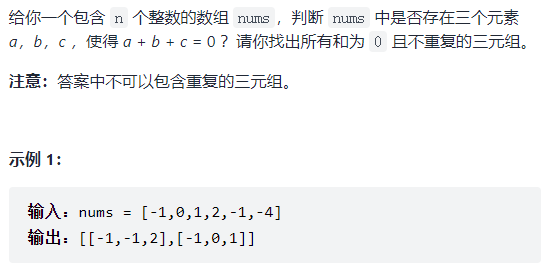 给你一个包含 n 个整数的数组 nums，判断 nums 中是否存在三个元素
a，b，c ，使得 a + b + c = 0 ？请你找出所有和为 0 且不重复的三元组。
注意：答案中不可以包含重复的三元组。
示例 1：
输入：nums = [-1,0,1,2,-1,-4]
输出：[[-1,-1,2],[-1,0,1]]